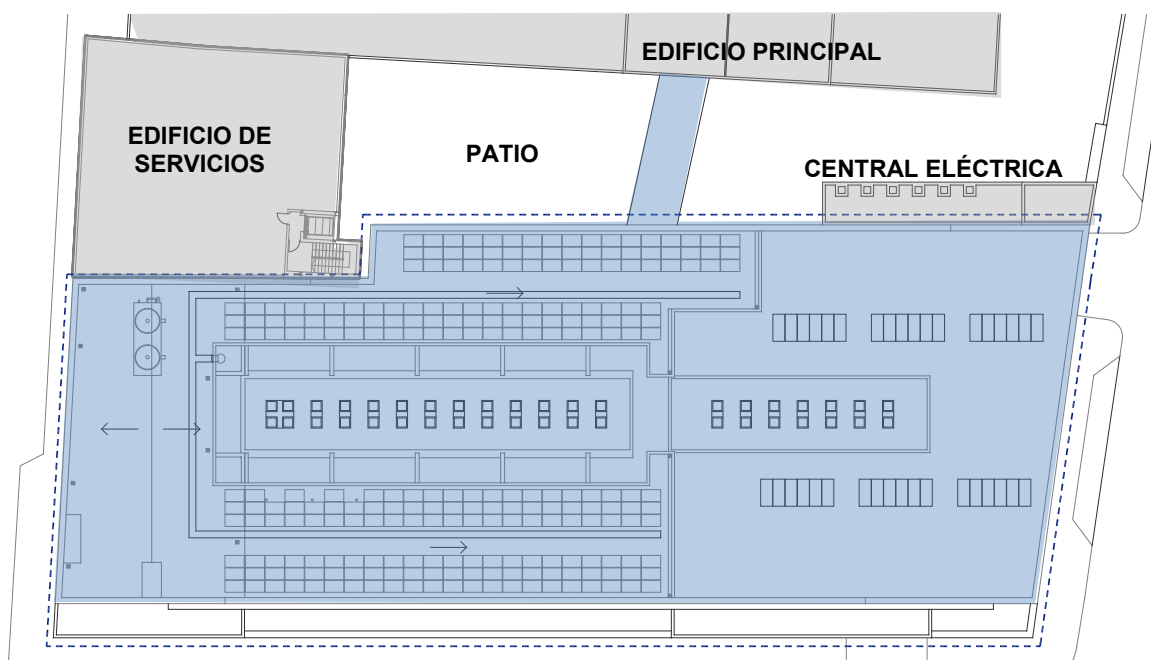 EDIFICIO PRINCIPAL
EDIFICIO DE
SERVICIOS
PATIO
CENTRAL ELÉCTRICA